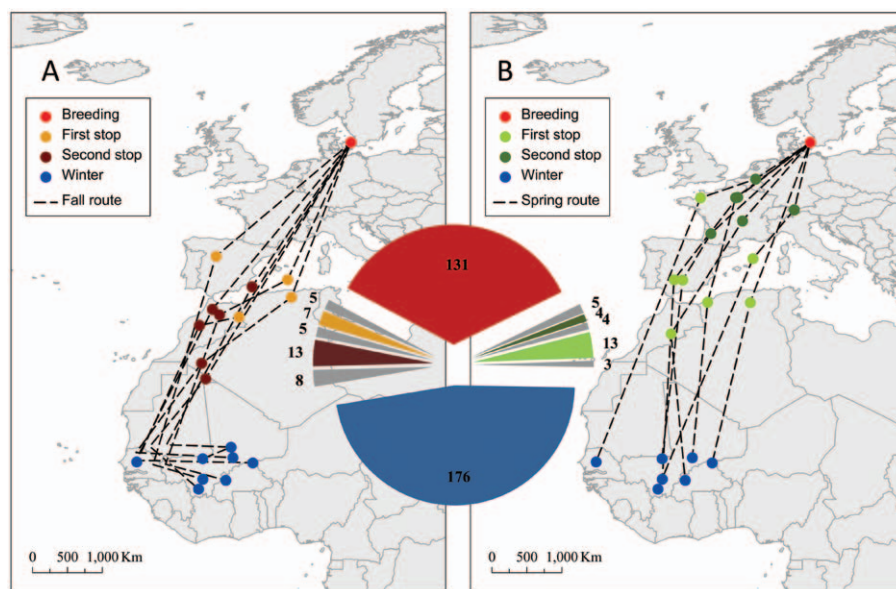 A
Breeding
First stop
Second stop
Winter
Fall route
0 500 1,000 Km
131
5
7
5
13
8
5
4
4
13
3
176
B
Breeding
First stop
Second stop
Winter
Spring route
0 500 1,000 Km